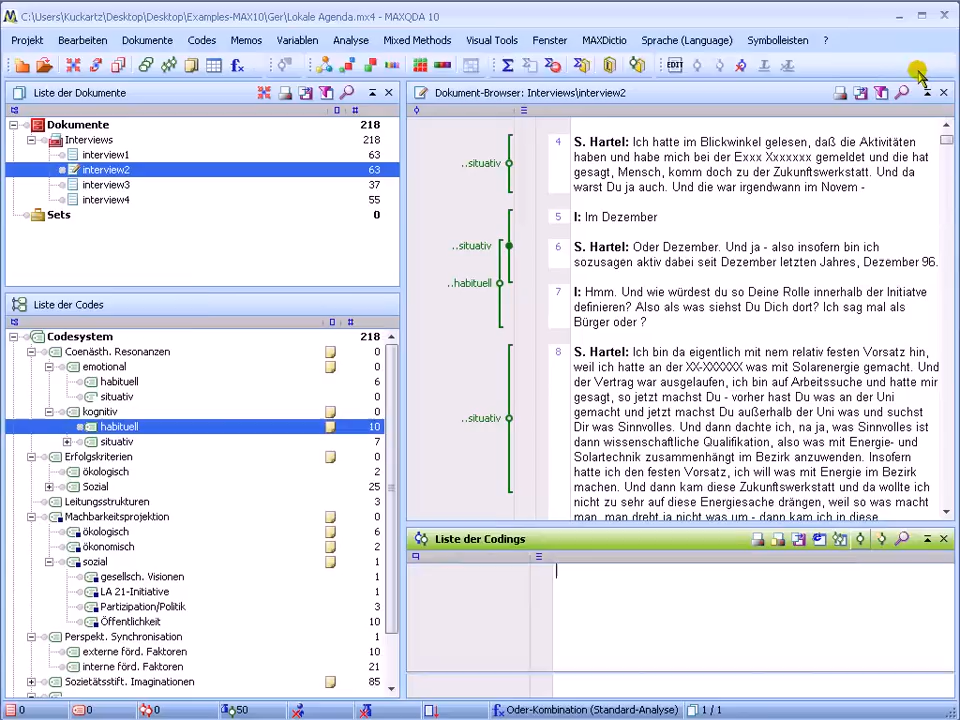 C:\Users\Kuckartz\Desktop\Desktop\Examples-MAX10\Ger\Lokale Agenda.mx4 - MAXQDA 10
Projekt Bearbeiten Dokumente Codes Memos Variablen Analyse Mixed Methods Visual Tools Fenster MAXDictio Sprache (Language) Symbolleisten ?
Liste der Dokumente
Dokumente 218
Interviews 218
interview1 63
interview2 63
interview3 37
interview4 55
Sets 0
Liste der Codes
Codesystem 218
Coenästh. Resonanzen 0
emotional 0
habituell 6
situativ 0
kognitiv 0
habituell 10
situativ 7
Erfolgskriterien 0
ökologisch 2
Sozial 25
Leitungsstrukturen 3
Machbarkeitsprojektion 0
ökologisch 6
ökonomisch 2
sozial 1
gesellsch. Visionen 1
LA 21-Initiative 1
Partizipation/Politik 3
Öffentlichkeit 10
Perspekt. Synchronisation 1
externe förd. Faktoren 10
interne förd. Faktoren 21
Sozietätsstift. Imaginationen 85
Dokument-Browser: Interviews\interview2
..situativ
..situativ
..habituell
..situativ
4 S. Hartel: Ich hatte im Blickwinkel gelesen, daß die Aktivitäten
haben und habe mich bei der Exxx Xxxxxxx gemeldet und die hat
gesagt, Mensch, komm doch zu der Zukunftswerkstatt. Und da
warst Du ja auch. Und die war irgendwann im Novem -
5 I: Im Dezember
6 S. Hartel: Oder Dezember. Und ja - also insofern bin ich
sozusagen aktiv dabei seit Dezember letzten Jahres, Dezember 96.
7 I: Hmm. Und wie würdest du so Deine Rolle innerhalb der Initiatve
definieren? Also als was siehst Du Dich dort? Ich sag mal als
Bürger oder ?
8 S. Hartel: Ich bin da eigentlich mit nem relativ festen Vorsatz hin,
weil ich hatte an der XX-XXXXXX was mit Solarenergie gemacht. Und
der Vertrag war ausgelaufen, ich bin auf Arbeitssuche und hatte mir
gesagt, so jetzt machst Du - vorher hast Du was an der Uni
gemacht und jetzt machst Du außerhalb der Uni was und suchst
Dir was Sinnvolles. Und dann dachte ich, na ja, was Sinnvolles ist
dann wissenschaftliche Qualifikation, also was mit Energie- und
Solartechnik zusammenhängt im Bezirk anzuwenden. Insofern
hatte ich den festen Vorsatz, ich will was mit Energie im Bezirk
machen. Und dann kam diese Zukunftswerkstatt und da wollte ich
nicht zu sehr auf diese Energiesache drängen, weil so was macht
man, man dreht ja nicht was um - dann kam ich in diese
Liste der Codings
0 0 0 50 Oder-Kombination (Standard-Analyse) 1 / 1